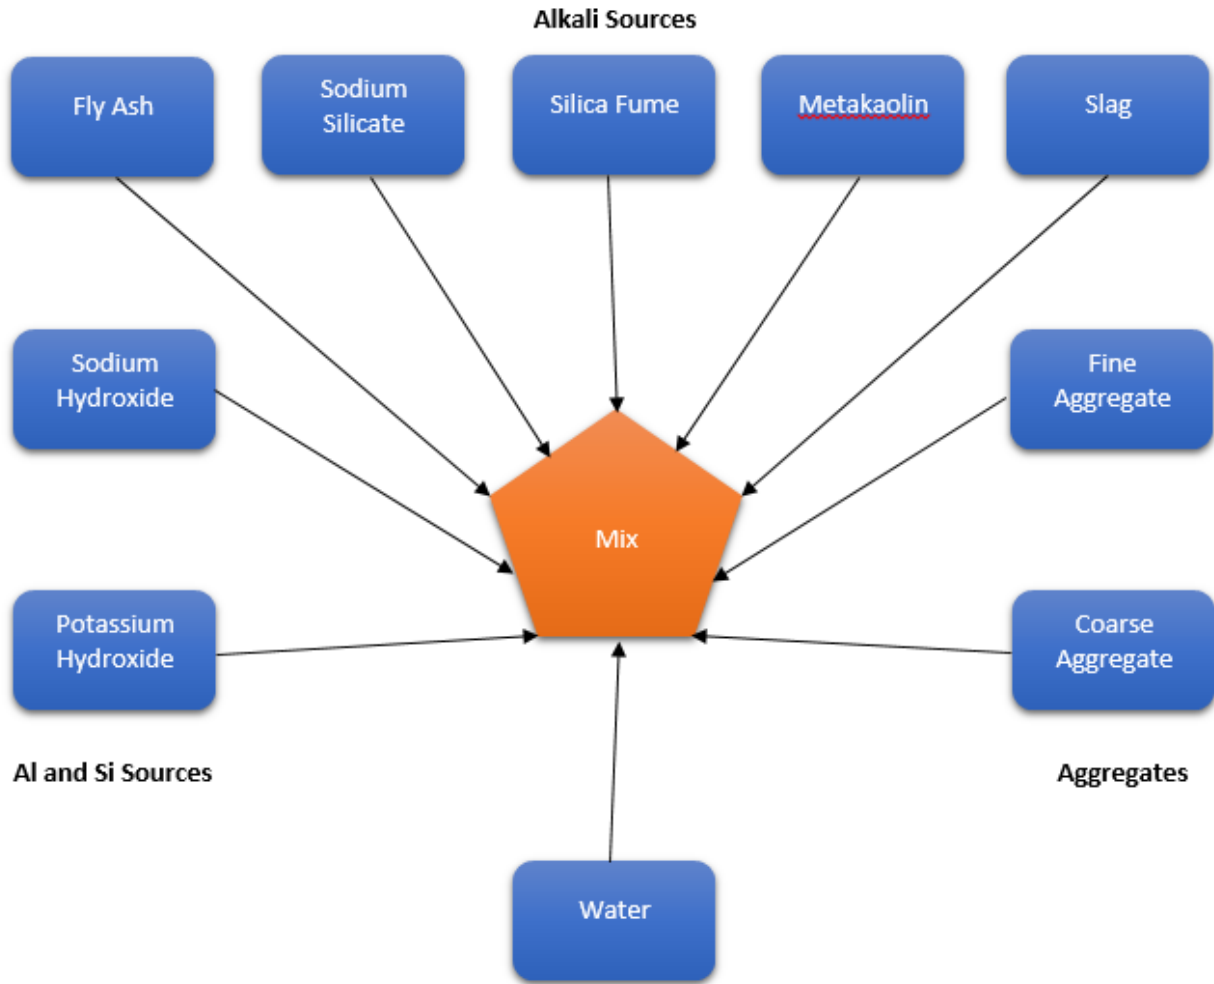 Alkali Sources
Fly Ash
Sodium
Silicate
Silica Fume
Metakaolin
Slag
Sodium
Hydroxide
Fine
Aggregate
Mix
Potassium
Hydroxide
Coarse
Aggregate
Al and Si Sources
Aggregates
Water